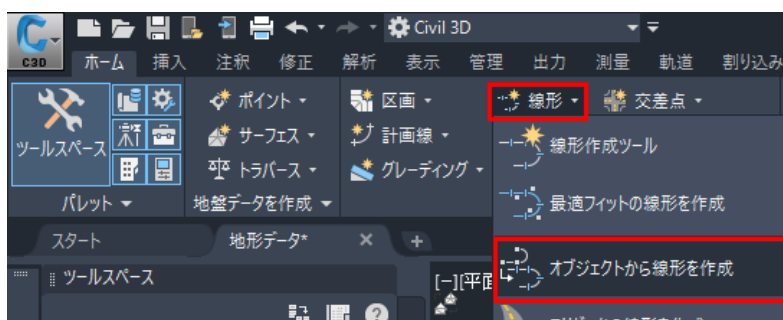 Civil 3D
C3D
ホーム 挿入 注釈 修正 解析 表示 管理 出力 測量 軌道 割り込み
ポイント 区画 線形 交差点
サーフェス 計画線
ツールスペース
トラバース グレーディング
線形作成ツール
パレット 地盤データを作成
最適フィットの線形を作成
スタート 地形データ*
オブジェクトから線形を作成
ツールスペース
[−][平面